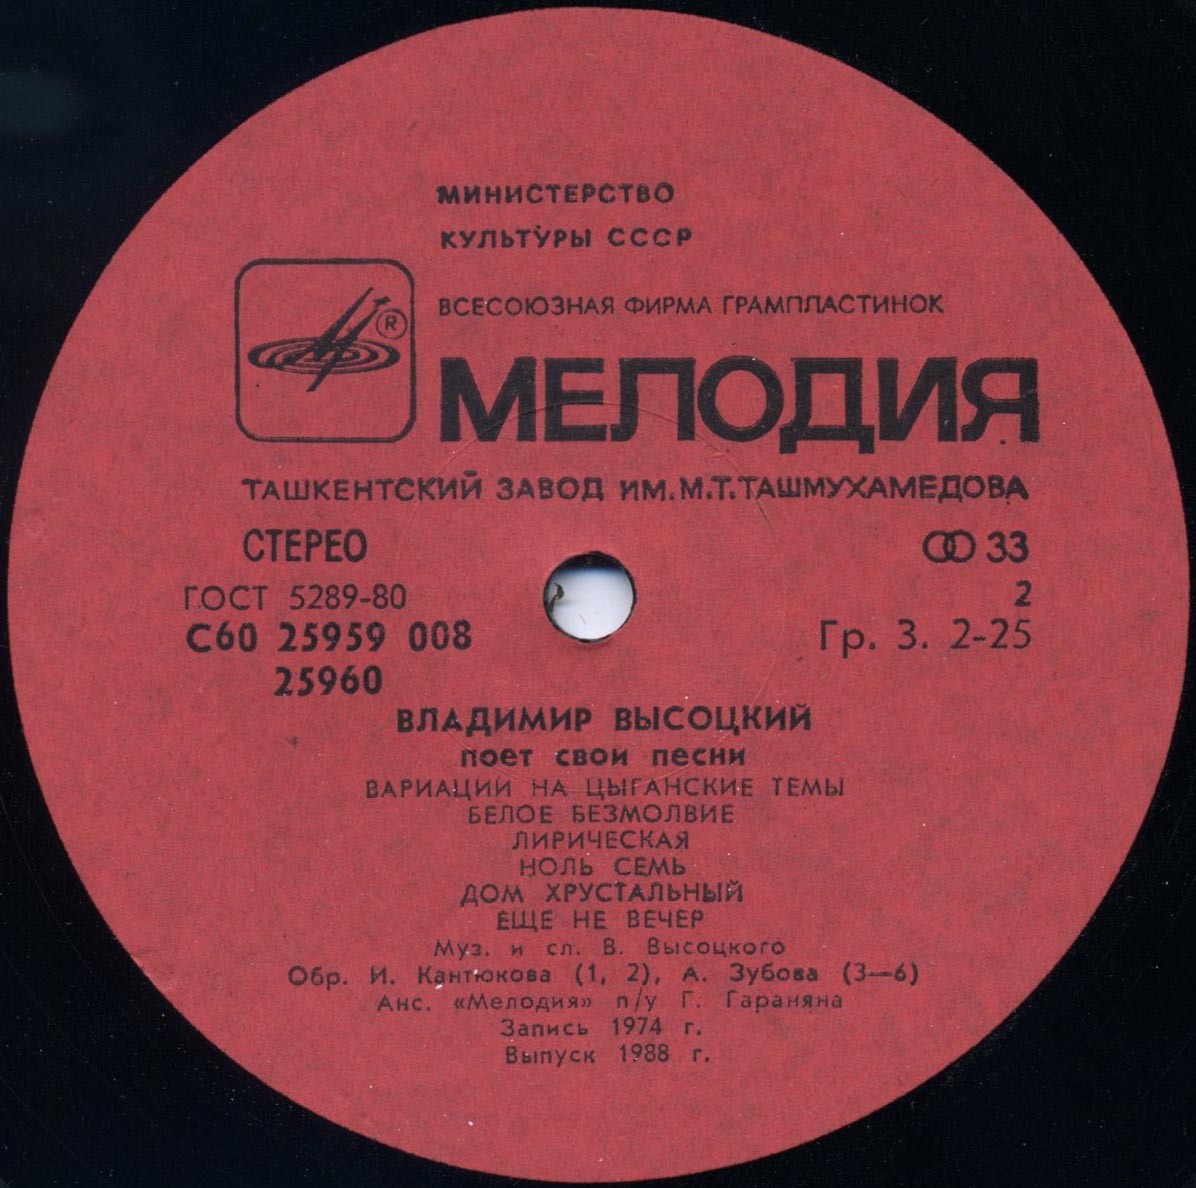 МИНИСТЕРСТВО
КУЛЬТУРЫ СССР
ВСЕСОЮЗНАЯ ФИРМА ГРАМПЛАСТИНОК
®
МЕЛОДИЯ
ТАШКЕНТСКИЙ ЗАВОД ИМ. М.Т. ТАШМУХАМЕДОВА
СТЕРЕО 33
ГОСТ 5289-80 2
С60 25959 008 Гр. 3. 2-25
25960
ВЛАДИМИР ВЫСОЦКИЙ
поет свои песни
ВАРИАЦИИ НА ЦЫГАНСКИЕ ТЕМЫ
БЕЛОЕ БЕЗМОЛВИЕ
ЛИРИЧЕСКАЯ
НОЛЬ СЕМЬ
ДОМ ХРУСТАЛЬНЫЙ
ЕЩЕ НЕ ВЕЧЕР
Муз. и сл. В. Высоцкого
Обр. И. Кантюкова (1, 2), А. Зубова (3—6)
Анс. «Мелодия» п/у Г. Гараняна
Запись 1974 г.
Выпуск 1988 г.